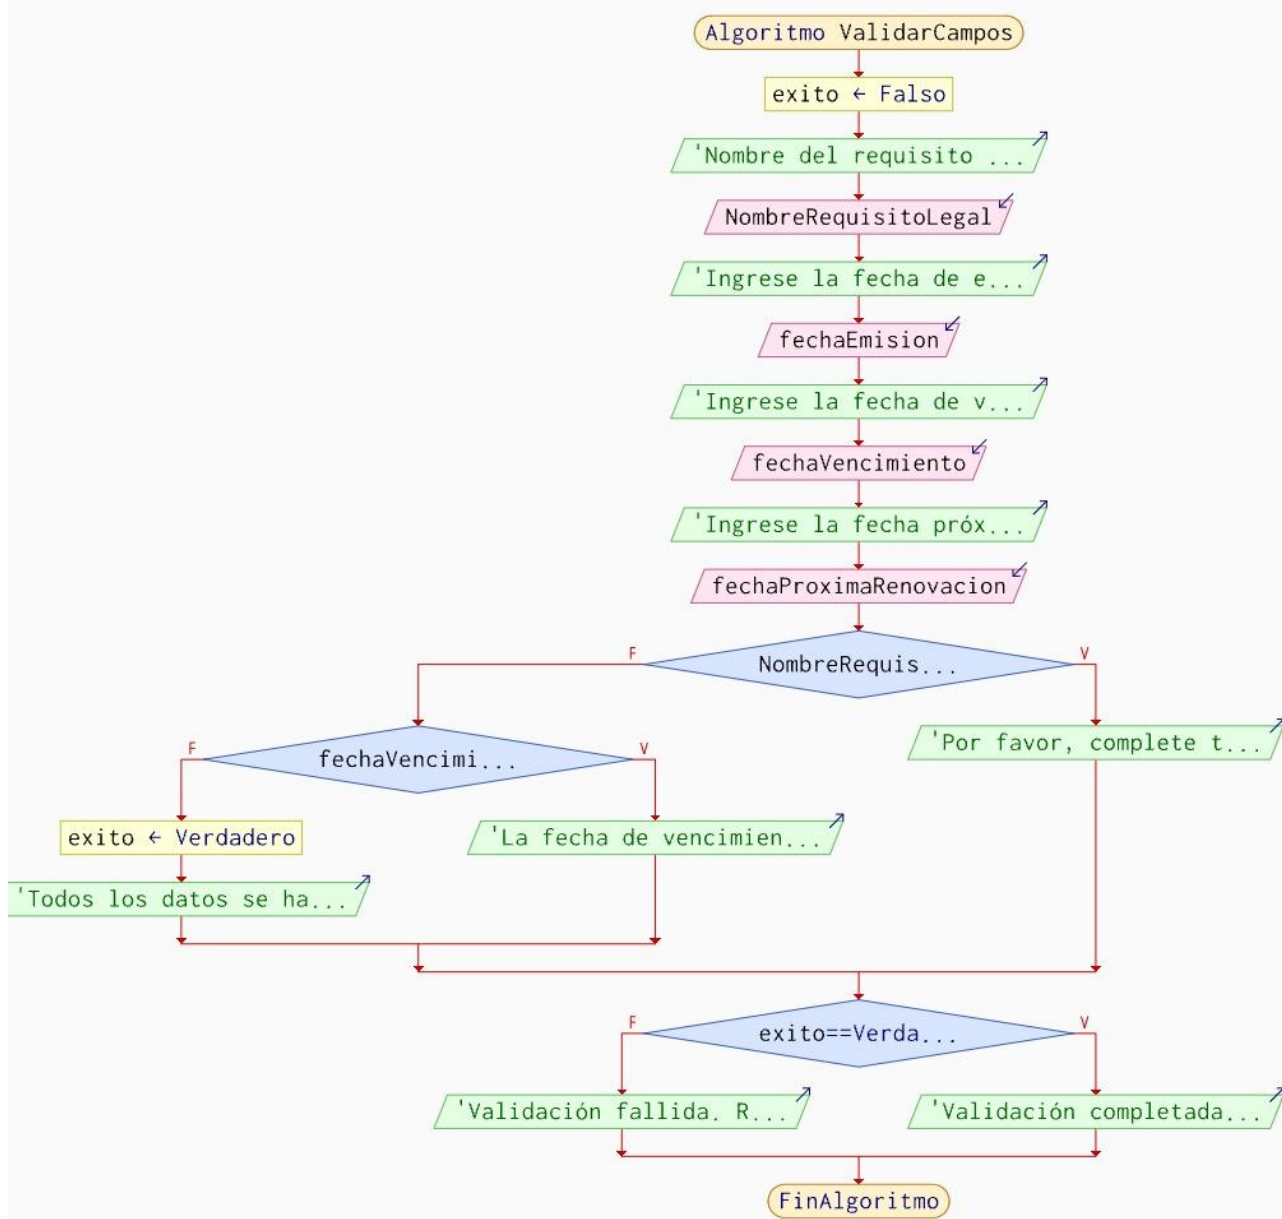 Algoritmo ValidarCampos
exito ← Falso
'Nombre del requisito ...
NombreRequisitoLegal
'Ingrese la fecha de e...
fechaEmision
'Ingrese la fecha de v...
fechaVencimiento
'Ingrese la fecha próx...
fechaProximaRenovacion
F
V
NombreRequis...
'Por favor, complete t...
F
V
fechaVencimi...
exito ← Verdadero
'La fecha de vencimien...
'Todos los datos se ha...
F
V
exito==Verda...
'Validación fallida. R...
'Validación completada...
FinAlgoritmo